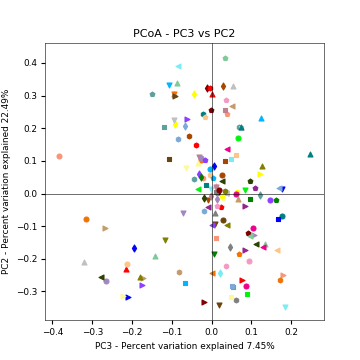 PCoA - PC3 vs PC2
PC2 - Percent variation explained 22.49%
0.4
0.3
0.2
0.1
0.0
−0.1
−0.2
−0.3
−0.4 −0.3 −0.2 −0.1 0.0 0.1 0.2
PC3 - Percent variation explained 7.45%